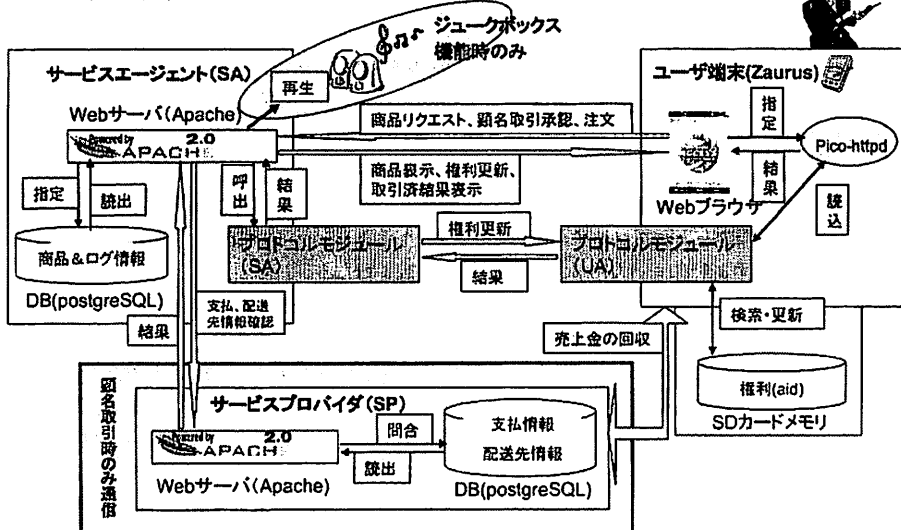 ジュークボックス
機能時のみ
サービスエージェント(SA)
再生
Webサーバ(Apache)
Powered by
APACHE 2.0
指定
読出
呼出
結果
商品&ログ情報
DB(postgreSQL)
商品リクエスト、顕名取引承認、注文
商品表示、権利更新、
取引済結果表示
ユーザ端末(Zaurus)
指定
結果
Pico-httpd
Webブラウザ
読込
プロトコルモジュール
(SA)
権利更新
結果
プロトコルモジュール
(UA)
結果
支払、配送
先情報確認
売上金の回収
検索・更新
権利(aid)
SDカードメモリ
顕名取引時のみ通信
サービスプロバイダ(SP)
Powered by
APACHE 2.0
Webサーバ(Apache)
問合
読出
支払情報
配送先情報
DB(postgreSQL)